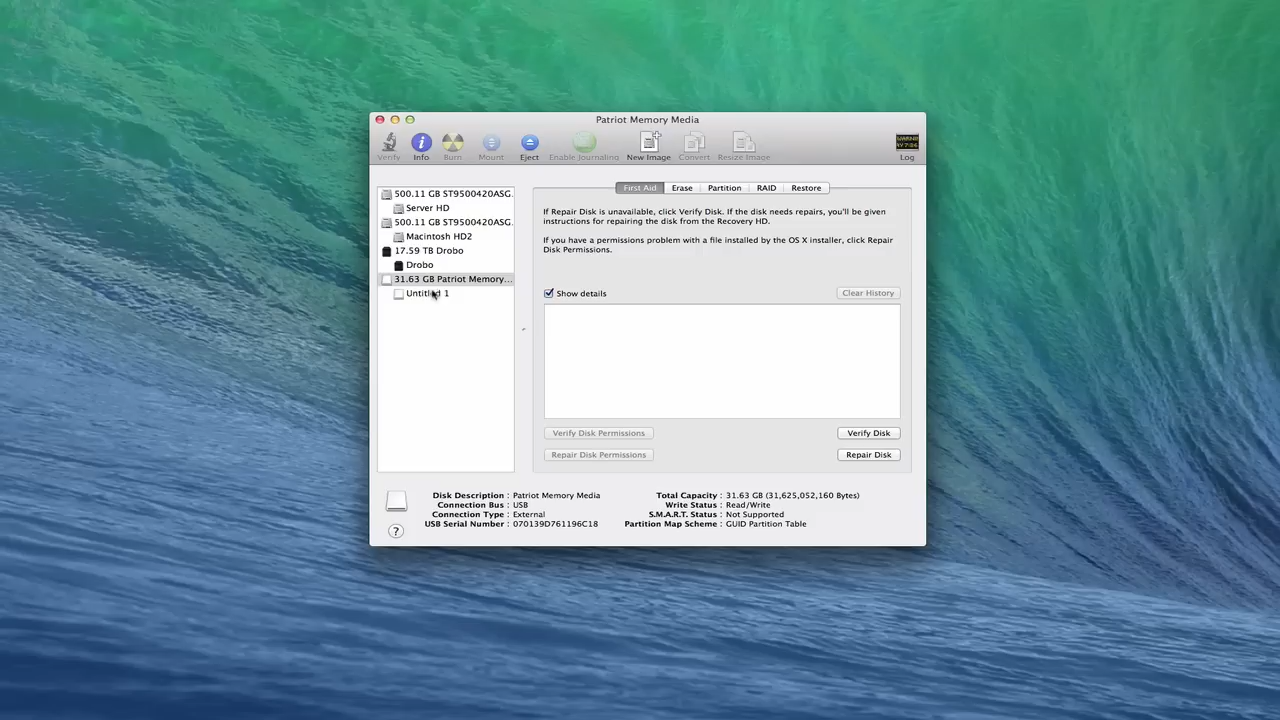 Patriot Memory Media
Verify
Info
Burn
Mount
Eject
Enable Journaling
New Image
Convert
Resize Image
Log
500.11 GB ST9500420ASG.
Server HD
500.11 GB ST9500420ASG.
Macintosh HD2
17.59 TB Drobo
Drobo
31.63 GB Patriot Memory...
Untitled 1
First Aid
Erase
Partition
RAID
Restore
If Repair Disk is unavailable, click Verify Disk. If the disk needs repairs, you'll be given
instructions for repairing the disk from the Recovery HD.
If you have a permissions problem with a file installed by the OS X installer, click Repair
Disk Permissions.
Show details
Clear History
Verify Disk Permissions
Verify Disk
Repair Disk Permissions
Repair Disk
Disk Description : Patriot Memory Media
Connection Bus : USB
Connection Type : External
USB Serial Number : 070139D761196C18
Total Capacity : 31.63 GB (31,625,052,160 Bytes)
Write Status : Read/Write
S.M.A.R.T. Status : Not Supported
Partition Map Scheme : GUID Partition Table
?